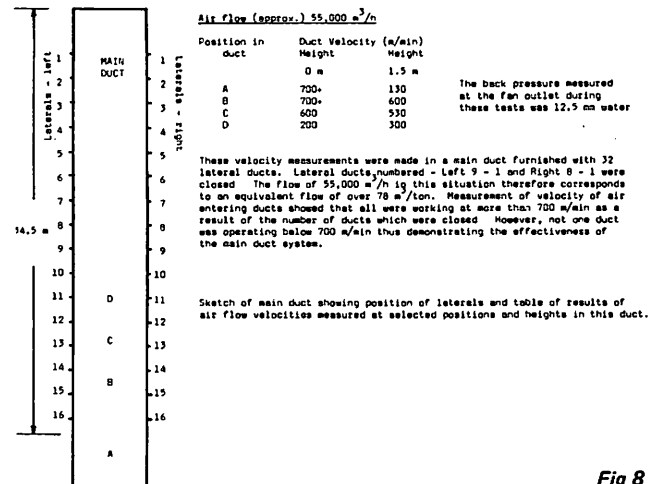 Air flow (approx.) 55,000 m³/h
Position in duct
Duct Velocity (m/min)
Height Height
0 m 1.5 m
A 700+ 130
B 700+ 600
C 600 530
D 200 300
The back pressure measured
at the fan outlet during
these tests was 12.5 mm water
These velocity measurements were made in a main duct furnished with 32
lateral ducts. Lateral ducts numbered - Left 9 - 1 and Right 8 - 1 were
closed The flow of 55,000 m³/h in this situation therefore corresponds
to an equivalent flow of over 78 m³/ton. Measurement of velocity of air
entering ducts showed that all were working at more than 700 m/min as a
result of the number of ducts which were closed However, not one duct
was operating below 700 m/min thus demonstrating the effectiveness of
the main duct system.
Sketch of main duct showing position of laterals and table of results of
air flow velocities measured at selected positions and heights in this duct.
MAIN
DUCT
Laterals - left
Laterals - right
34.5 m
1 1
2 2
3 3
4 4
5 5
6 6
7 7
8 8
9 9
10 10
11 D 11
12 12
13 C 13
14 B 14
15 15
16 16
A
Fig 8